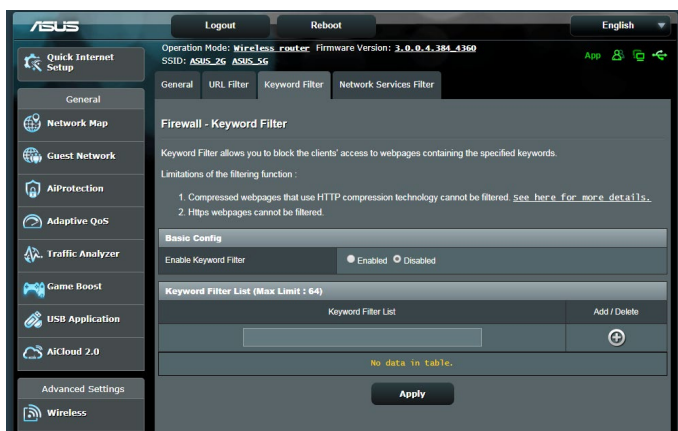 ASUS
Logout
Reboot
English
Quick Internet Setup
Operation Mode: Wireless router Firmware Version: 3.0.0.4.384_4360
SSID: ASUS_2G ASUS_5G
App
General
URL Filter
Keyword Filter
Network Services Filter
General
Network Map
Guest Network
AiProtection
Adaptive QoS
Traffic Analyzer
Game Boost
USB Application
AiCloud 2.0
Advanced Settings
Wireless
Firewall - Keyword Filter
Keyword Filter allows you to block the clients' access to webpages containing the specified keywords.
Limitations of the filtering function :
1. Compressed webpages that use HTTP compression technology cannot be filtered. See here for more details.
2. Https webpages cannot be filtered.
Basic Config
Enable Keyword Filter
Enabled Disabled
Keyword Filter List (Max Limit : 64)
Keyword Filter List
Add / Delete
No data in table.
Apply